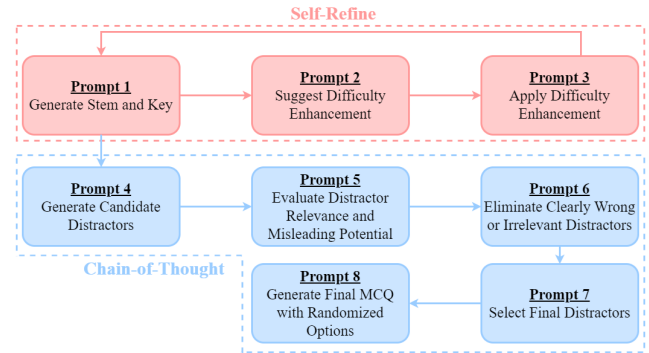 Self-Refine
Prompt 1
Generate Stem and Key
Prompt 2
Suggest Difficulty
Enhancement
Prompt 3
Apply Difficulty
Enhancement
Prompt 4
Generate Candidate
Distractors
Prompt 5
Evaluate Distractor
Relevance and
Misleading Potential
Prompt 6
Eliminate Clearly Wrong
or Irrelevant Distractors
Chain-of-Thought
Prompt 8
Generate Final MCQ
with Randomized
Options
Prompt 7
Select Final Distractors